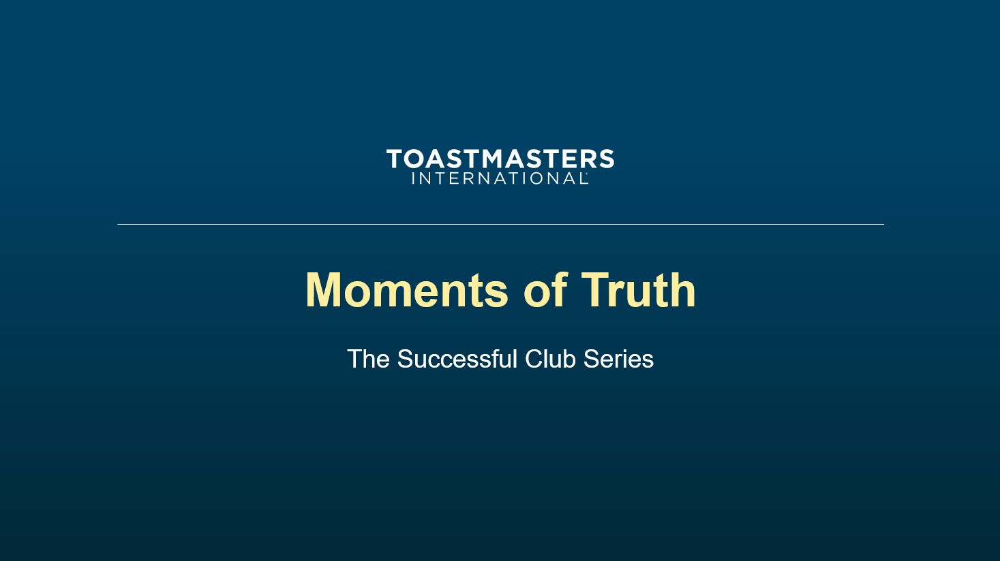 TOASTMASTERS
INTERNATIONAL®
Moments of Truth
The Successful Club Series